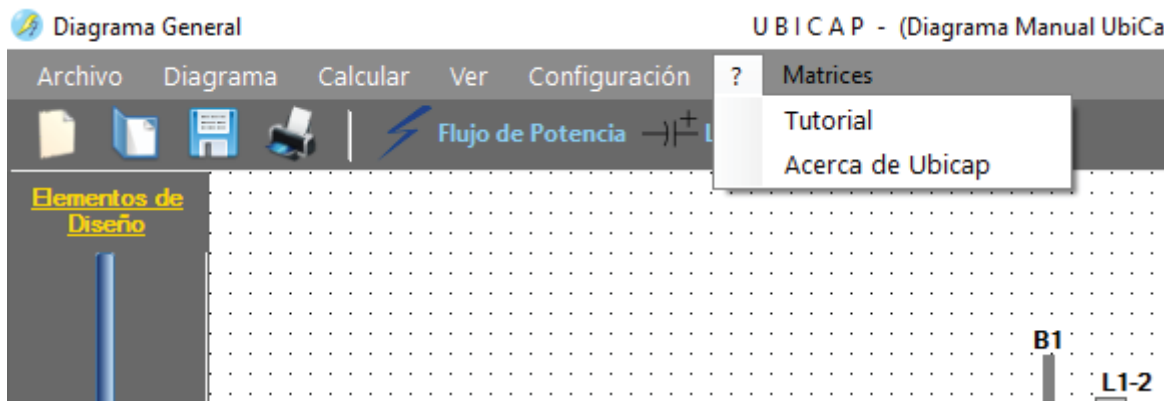 Diagrama General
U B I C A P - (Diagrama Manual UbiCa
Archivo Diagrama Calcular Ver Configuración ? Matrices
Tutorial
Flujo de Potencia L
Acerca de Ubicap
Elementos de
Diseño
B1
L1-2